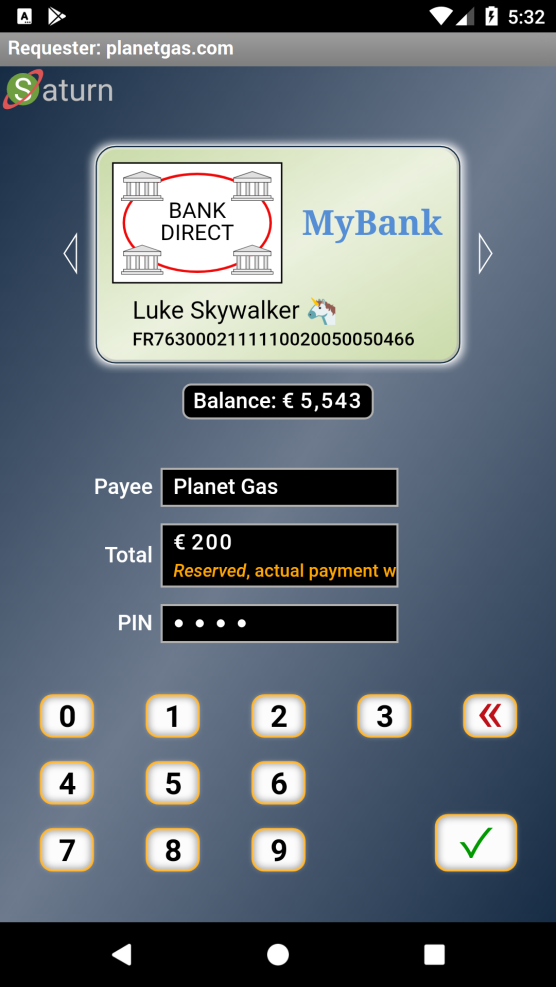 A
5:32
Requester: planetgas.com
Saturn
BANK
DIRECT
MyBank
Luke Skywalker 🦄
FR7630002111110020050050466
Balance: € 5,543
Payee Planet Gas
Total € 200
Reserved, actual payment w
PIN ● ● ● ●
0 1 2 3 «
4 5 6
7 8 9 ✓